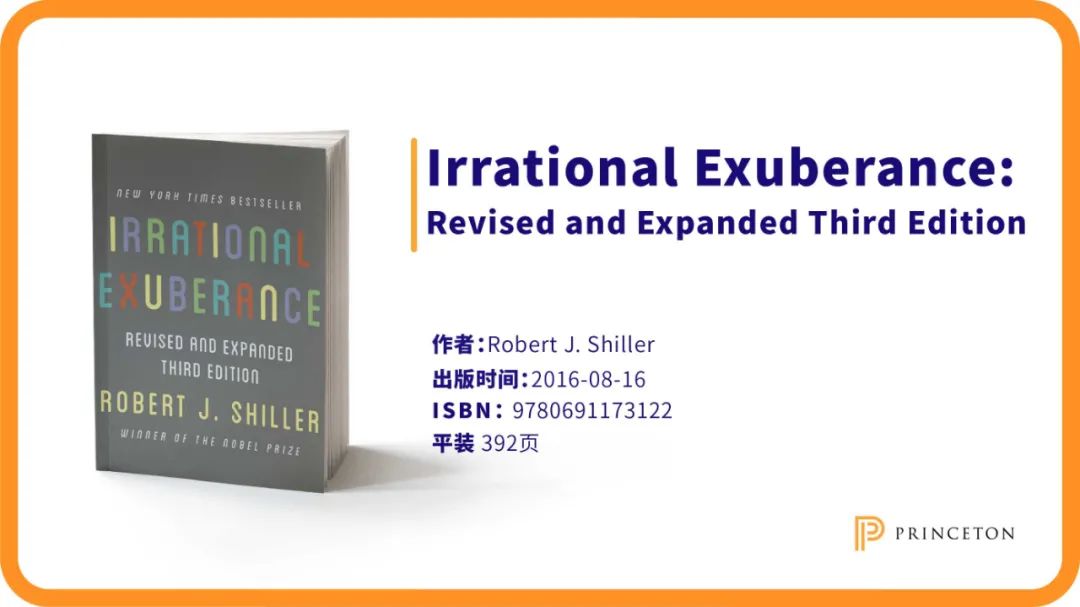 NEW YORK TIMES BESTSELLER
IRRATIONAL
EXUBERANCE
REVISED AND EXPANDED
THIRD EDITION
ROBERT J. SHILLER
WINNER OF THE NOBEL PRIZE
Irrational Exuberance:
Revised and Expanded Third Edition
作者:Robert J. Shiller
出版时间:2016-08-16
ISBN: 9780691173122
平装 392页
PRINCETON